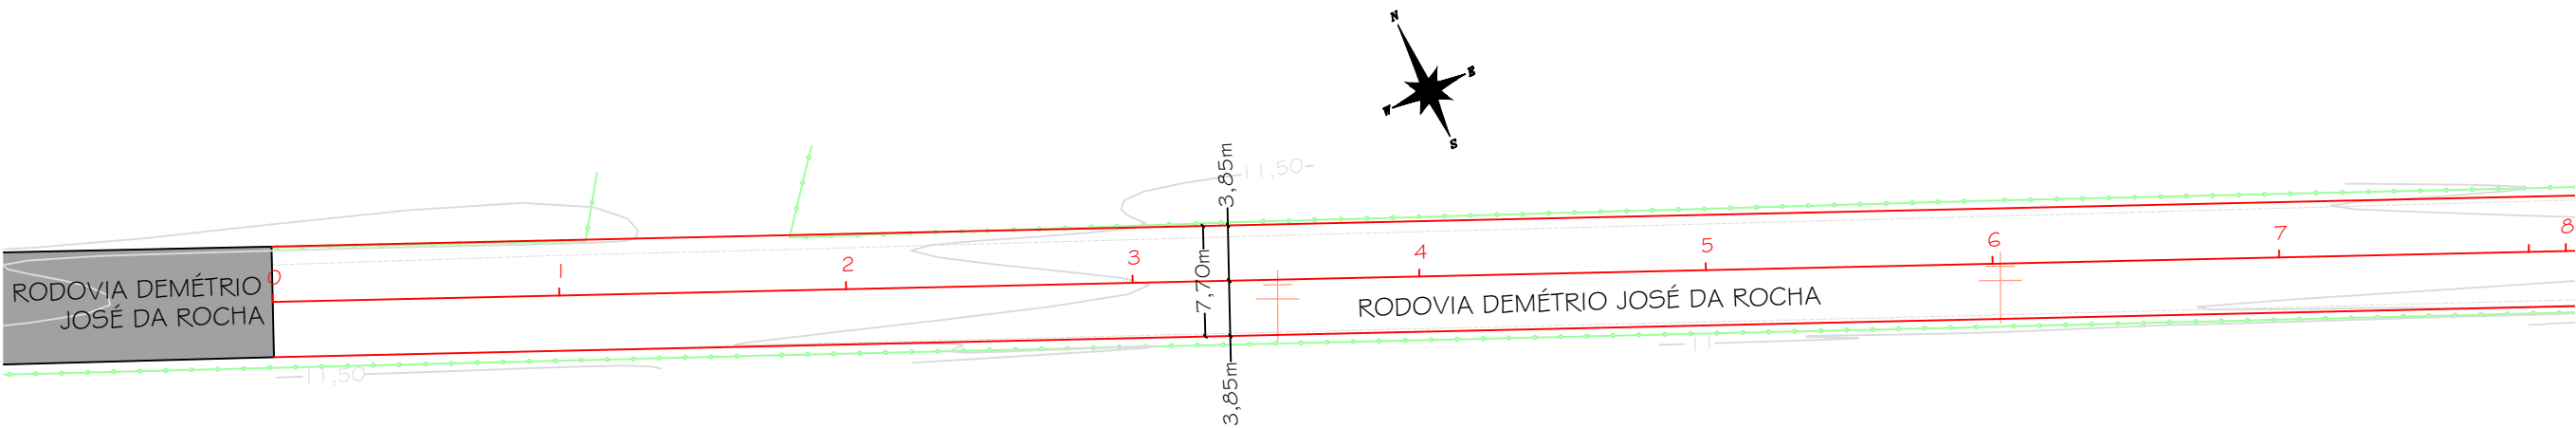 N
E
W
S
11,50
3,85m
7,70m
3,85m
0
1
2
3
4
5
6
7
8
RODOVIA DEMÉTRIO
JOSÉ DA ROCHA
RODOVIA DEMÉTRIO JOSÉ DA ROCHA
11
11,50